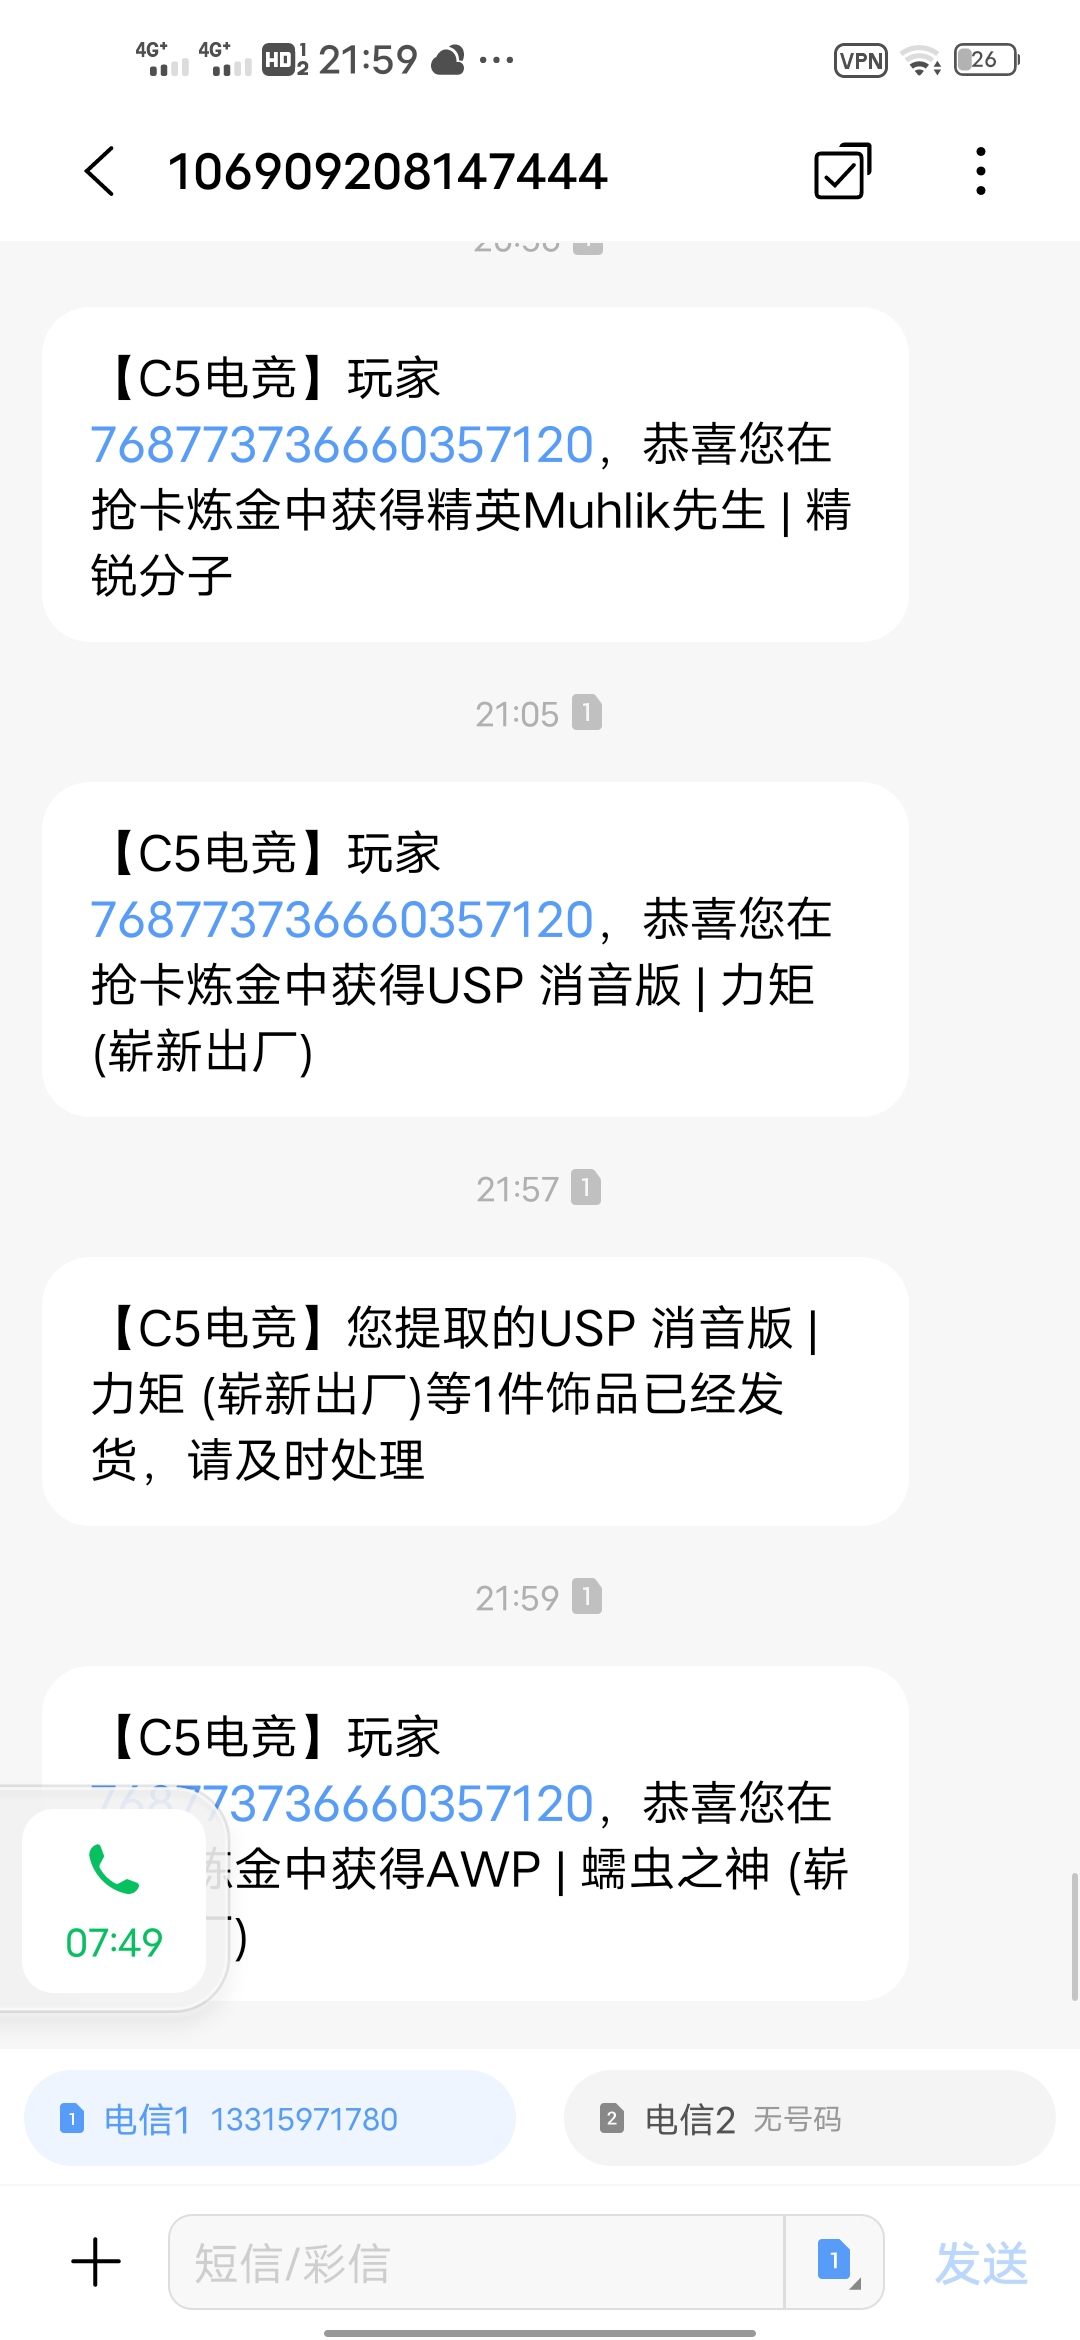 4G+ 4G+ HD 1 2 21:59 ... VPN 26
106909208147444
【C5电竞】玩家
768773736660357120，恭喜您在
抢卡炼金中获得精英Muhlik先生 | 精
锐分子
21:05 1
【C5电竞】玩家
768773736660357120，恭喜您在
抢卡炼金中获得USP 消音版 | 力矩
(崭新出厂)
21:57 1
【C5电竞】您提取的USP 消音版 |
力矩 (崭新出厂)等1件饰品已经发
货，请及时处理
21:59 1
【C5电竞】玩家
768773736660357120，恭喜您在
炼金中获得AWP | 蠕虫之神 (崭
)
07:49
1 电信1 13315971780
2 电信2 无号码
短信/彩信 1 发送